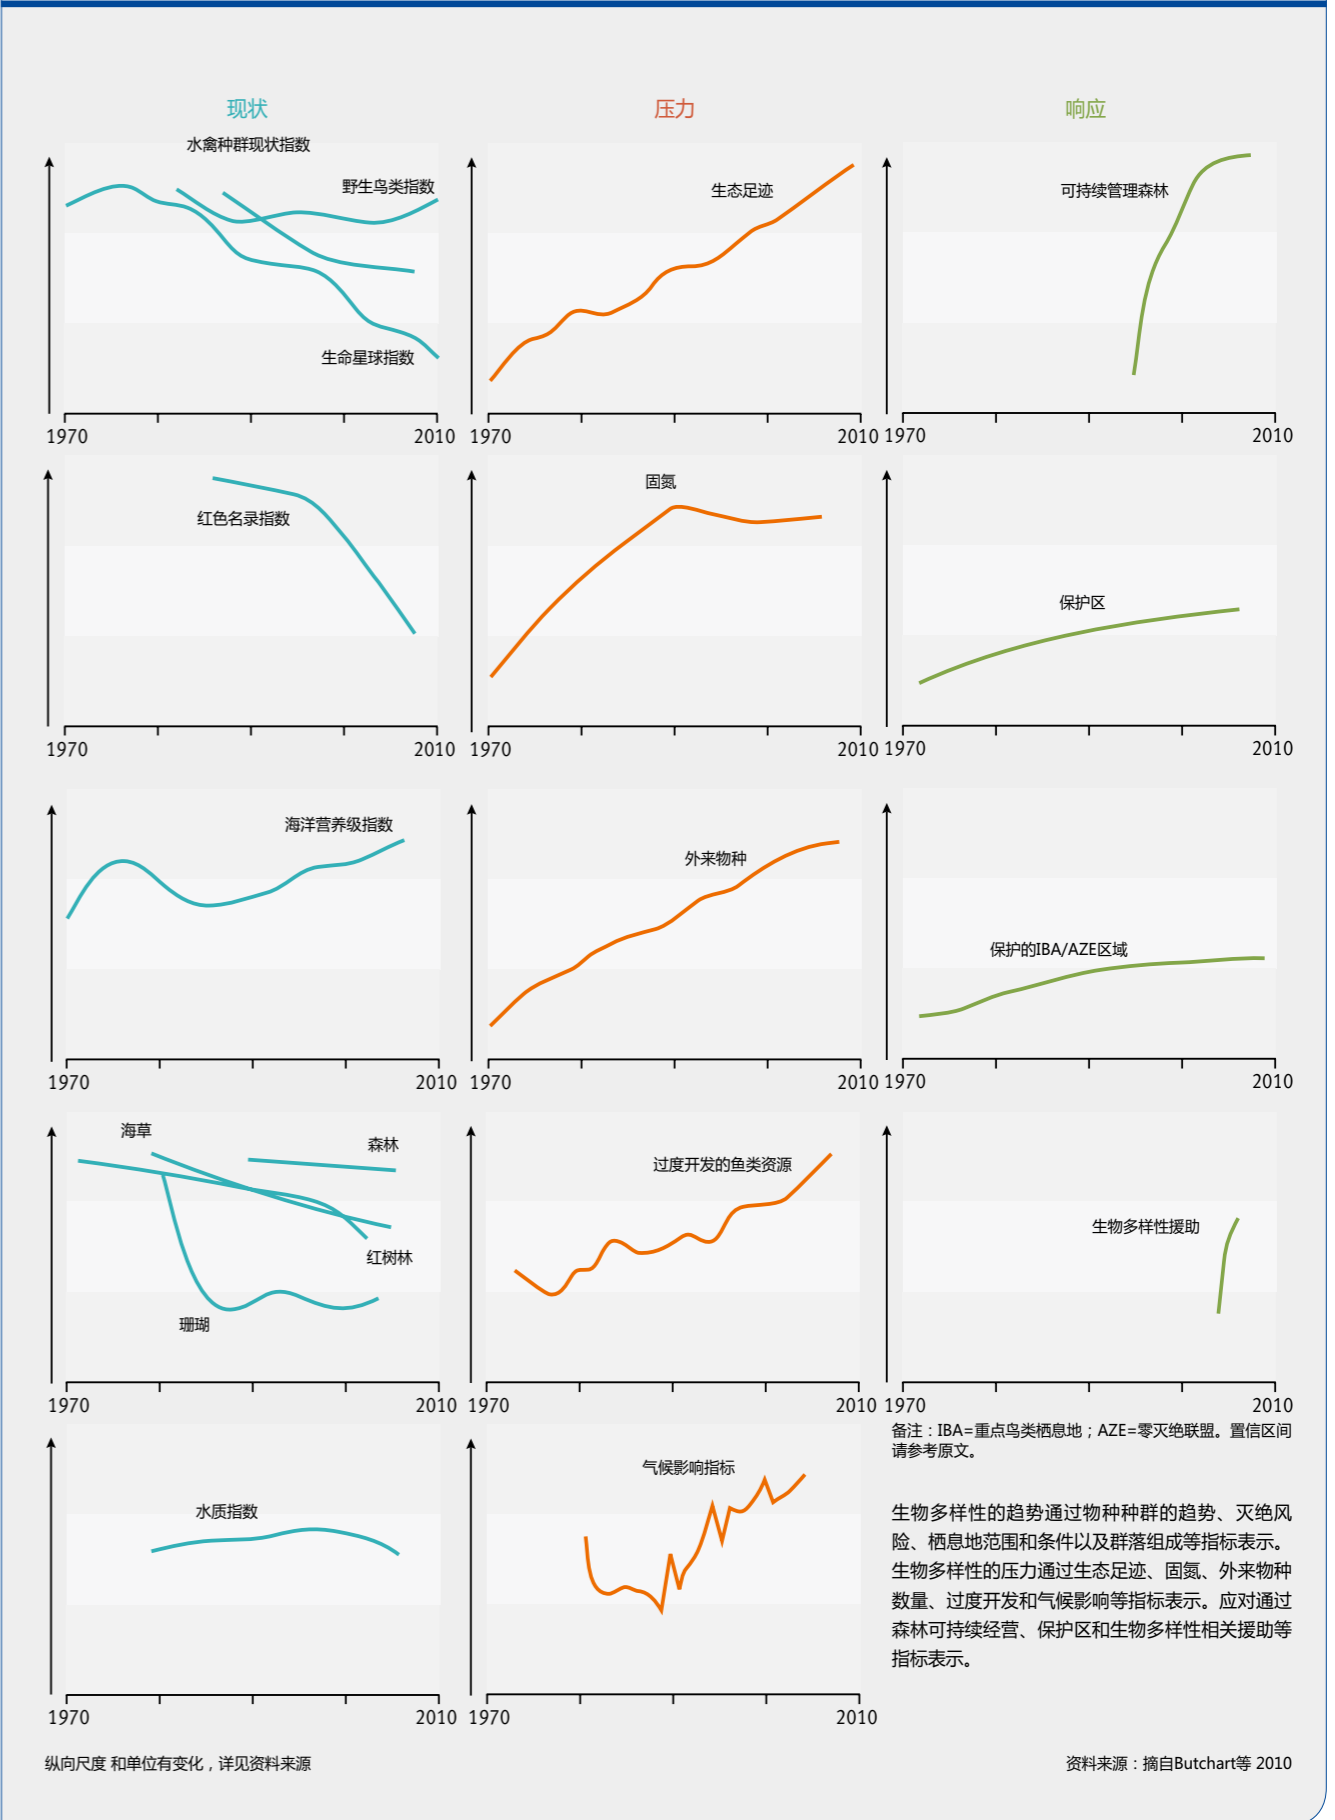 现状
压力
响应
水禽种群现状指数
野生鸟类指数
生命星球指数
1970
2010
生态足迹
1970
2010
可持续管理森林
1970
2010
红色名录指数
1970
2010
固氮
1970
2010
保护区
1970
2010
海洋营养级指数
1970
2010
外来物种
1970
2010
保护的IBA/AZE区域
1970
2010
海草
森林
红树林
珊瑚
1970
2010
过度开发的鱼类资源
1970
2010
生物多样性援助
1970
2010
水质指数
1970
2010
气候影响指标
1970
2010
备注：IBA=重点鸟类栖息地；AZE=零灭绝联盟。置信区间
请参考原文。
生物多样性的趋势通过物种种群的趋势、灭绝风
险、栖息地范围和条件以及群落组成等指标表示。
生物多样性的压力通过生态足迹、固氮、外来物种
数量、过度开发和气候影响等指标表示。应对通过
森林可持续经营、保护区和生物多样性相关援助等
指标表示。
纵向尺度 和单位有变化，详见资料来源
资料来源：摘自Butchart等 2010